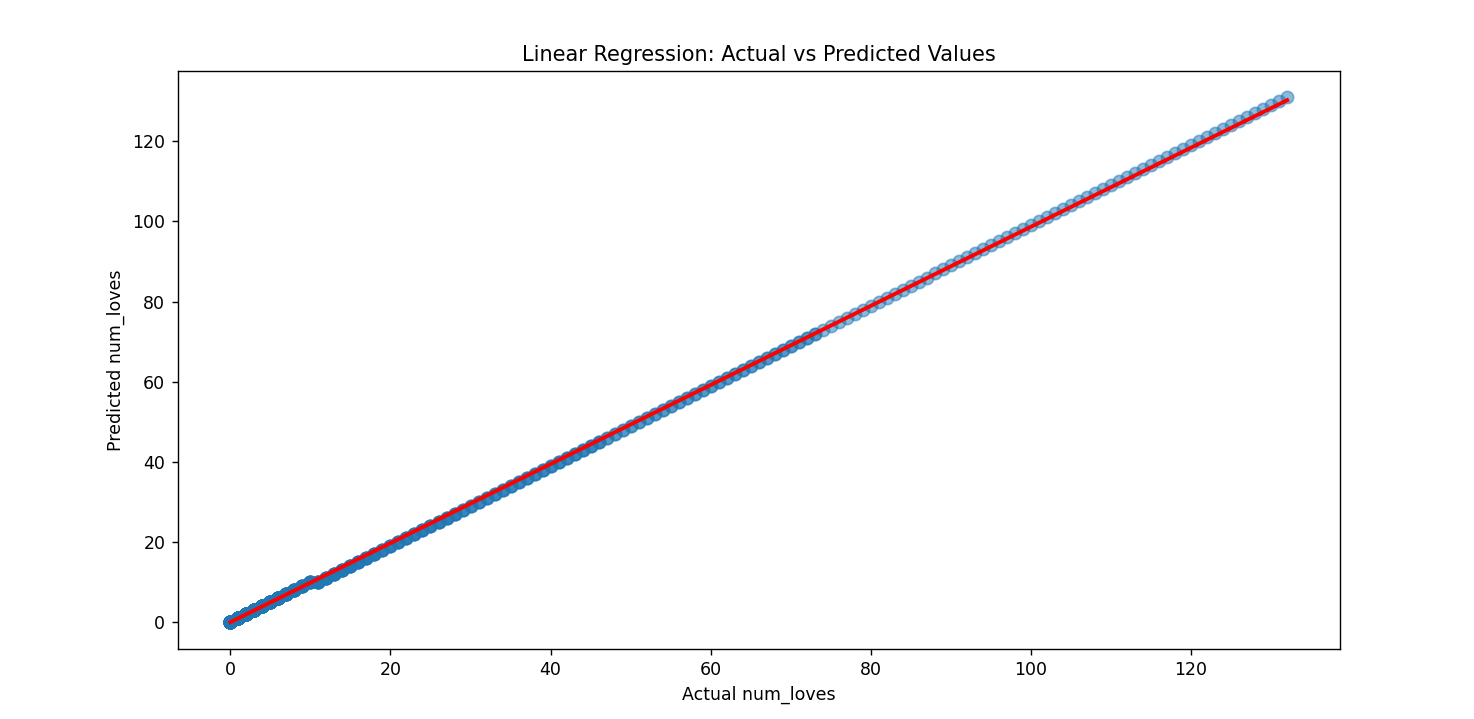 Linear Regression: Actual vs Predicted Values
Predicted num_loves
120
100
80
60
40
20
0
0 20 40 60 80 100 120
Actual num_loves